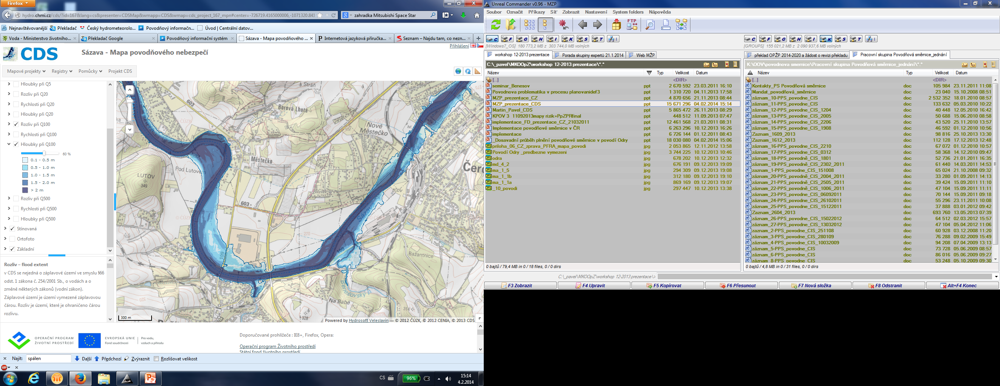 Firefox
hydro.chmi.cz/cds/?id=167&lang=cs&presenter=CDSMap&wmapp=CDS&wmap=cds_project_167_mpn#center=-726719.4165000006,-1071320.841
zahradka Mitsubishi Space Star
Nejnavštěvovanější Překladač Český hydrometeorolo... Povodňový informačn... Úvod | Centrální datov...
Voda - Ministerstvo životního... Překladač Google Povodňový informační systém Sázava - Mapa povodňového ... Internetová jazyková příručka... Seznam – Najdu tam, co nezn...
Přihlášení
CDS
Sázava - Mapa povodňového nebezpečí
Mapové projekty Registry Pomůcky Projekt CDS
Hloubky při Q5
Rozliv při Q20
Rychlosti při Q20
Hloubky při Q20
Rozliv při Q100
Rychlosti při Q100
Hloubky při Q100
60 %
0.1 - 0.5 m
0.5 - 1.0 m
1.0 - 1.5 m
1.5 - 2.0 m
> 2 m
Rozliv při Q500
Rychlosti při Q500
Hloubky při Q500
Stínovaná
Ortofoto
Základní
Rozliv – flood extent
v CDS se nejedná o záplavové území ve smyslu §66
odst. 1 zákona č. 254/2001 Sb., o vodách a o
změně některých zákonů (vodní zákon).
Záplavové území je území vymezené záplavovou
čárou. Rozliv je území, které je ohraničeno čárou
rozlivu.
Stráň
603
Borová Lhota
Nové
Městečko
Městečko
Pod Lutovem
LUTOV
349
Čerč
ČOV
603
© ČÚZK
270
109
Bažantnice
Na Babě
Benešovský p.
320
328
314
300 m
Powered by Hydrosoft Veleslavín — © 2012 ČÚZK, © 2012 CENIA, © 2013 CDS
OPERAČNÍ PROGRAM
ŽIVOTNÍ PROSTŘEDÍ
EVROPSKÁ UNIE
Fond soudržnosti
Pro vodu,
vzduch a přírodu
Doporučované prohlížeče : IE8+, Firefox, Opera:
Operační program Životního prostředí
Státní fond životního prostředí
Najít: spálen Další Předchozí Zvýraznit Rozlišovat velikost
ABP
CS 96% 15:14
4.2.2014
Unreal Commander v0.96 - MZP
Soubor Označit Příkazy Síť Zobrazit Nastavení System folders Nápověda
FTP
C F G H I K S T I
[Windows7_OS] 180 773,2 MB z 303 744,0 MB volných
workshop 12-2013 prezentace Porada skupiny expertů 21.1.2014 Web MŽP
C:\_pavel\MKOOpZ\workshop 12-2013 prezentace\*.*
Název Typ Velikost Datum
[..] <DIR>
seminar_Benesov ppt 2 670 592 23.03.2011 16:10
Povodnova problematika v procesu planovanidef3 ppt 1 310 720 04.11.2013 17:58
MZP_prezentace_CZ ppt 4 870 656 21.11.2013 08:44
MZP_prezentace_CDS ppt 15 671 296 04.02.2014 15:14
Martin_Pavel_CDS ppt 5 865 472 26.11.2013 08:29
KPOV 3 11092013mapy rizik+PpZPRfinal ppt 448 512 11.09.2013 07:47
implementace_FD_prezentace_CZ_21032011 ppt 12 461 568 21.03.2011 08:31
Implementace povodňové směrnice v ČR ppt 6 263 296 10.12.2013 16:26
implementace ppt 6 726 144 01.12.2011 08:43
_Dosavadní průběh plnění povodňové směrnice v povodí Odry ppt 18 030 080 04.02.2014 15:06
priloha_06_CZ_zprava_PFRA_mapa_povodi jpg 2 053 865 12.11.2012 13:58
Povodí Odry _predbezne vymezeni jpg 3 744 225 10.12.2013 10:46
odra jpg 678 202 10.12.2013 12:32
md_4_2 jpg 676 191 09.12.2013 19:09
ma_1_5 jpg 294 309 09.12.2013 19:08
ma_1_1b jpg 312 180 09.12.2013 19:10
ma_1_1a jpg 869 169 09.12.2013 19:07
_10_povodi jpg 297 447 10.12.2013 13:38
0 bajtů / 79,4 MB in 0 / 18 files, 0 / 0 dirs
C F G H I K S T I
[GROUPS] 155 021,2 MB z 2 090 937,6 MB volných
překlad OPŽP 2014-2020 a žádost o revizi překladu Pracovní skupina Povodňová směrnice_jednání
K:\OOV\povodnova smernice\Pracovní skupina Povodňová směrnice_jednání\*.*
Název Typ Velikost Datum
[..] <DIR>
Kontakty_PS Povodňová směrnice doc 105 984 23.11.2011 11:08
Mandat_povodňová_směrnice doc 23 040 15.10.2008 08:51
záznam_10-PPS_povodne_CIS doc 2 532 352 18.01.2010 08:57
záznam_11-PPS_povodne_CIS doc 133 632 05.03.2010 10:22
záznam_12-PPS_povodne_CIS_1204 doc 40 448 12.05.2010 16:42
záznam_13-PPS_povodne_CIS_2005 doc 50 688 15.06.2010 08:58
záznam_14-PPS_povodne_CIS_2206 doc 43 520 25.11.2010 13:57
záznam_15-PPS_povodne_CIS_1908 doc 46 592 01.12.2010 10:56
Zaznam_1609_2013 doc 98 816 25.10.2013 13:30
Zaznam_1612_2013 doc 112 128 17.12.2013 12:48
záznam_16-PPS_povodne_CIS_2210 doc 67 072 01.12.2010 10:57
záznam_17-PPS_povodne_CIS_0312 doc 58 368 14.12.2010 09:47
záznam_18-PPS_povodně_CIS_1801 doc 52 736 21.01.2011 16:35
záznam_19-PPS_povodně_CIS_2302_2011 doc 61 440 14.03.2011 14:53
záznam_1-PPS_povodne_CIS_151008 doc 65 024 21.10.2008 09:32
záznam_20-PPS_povodně_CIS_2004_2011 doc 33 280 01.09.2011 14:13
záznam_21-PPS_povodně_CIS_2505_2011 doc 39 424 15.09.2011 11:10
záznam_22-PPS_povodně_CIS_1006_2011 doc 47 104 15.09.2011 11:11
záznam_23-PPS_povodne_CIS_06092011 doc 70 144 15.09.2011 09:18
záznam_24-PPS_povodne_CIS_26102011 doc 55 296 23.11.2011 10:08
záznam_25-PPS_povodne_CIS_15122011 doc 37 888 03.01.2012 09:42
Zaznam_2604_2013 doc 693 760 13.05.2013 07:39
záznam_26-PPS_povodne_CIS_15022012 doc 64 512 02.03.2012 15:57
záznam_27-PPS_povodne_CIS_13032012 doc 47 104 05.04.2012 11:06
zaznam_2-PPS_povodne_CIS_251108 doc 60 928 03.12.2008 11:20
záznam_3-PPS_povodne_CIS_280109 doc 76 288 09.02.2009 15:49
záznam_4-PPS_povodne_CIS_10032009 doc 94 208 07.04.2009 13:13
záznam_5-PPS_povodne_CIS doc 73 728 05.06.2009 08:57
záznam_6-PPS_povodne_CIS doc 86 016 05.06.2009 09:27
záznam_8-PPS_povodne_CIS doc 53 248 05.10.2009 09:30
0 bajtů / 4,8 MB in 0 / 31 files, 0 / 0 dirs
C:\_pavel\MKOOpZ\workshop 12-2013 prezentace\>
F3 Zobrazit F4 Upravit F5 Kopírovat F6 Přesunout F7 Nová složka F8 Odstranit Alt+F4 Konec